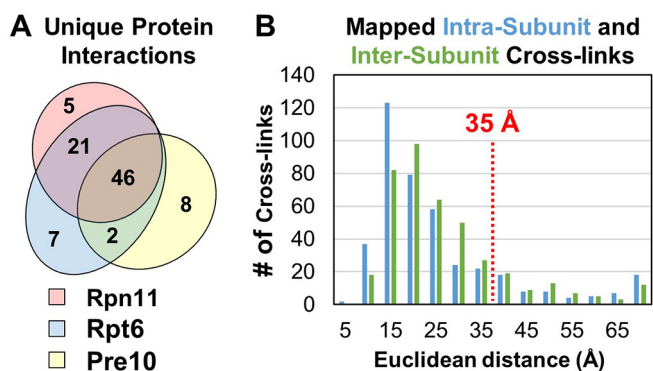 A Unique Protein
Interactions
5
21
46
8
7
2
Rpn11
Rpt6
Pre10
B Mapped Intra-Subunit and
Inter-Subunit Cross-links
# of Cross-links
140
120
100
80
60
40
20
0
35 Å
5 15 25 35 45 55 65
Euclidean distance (Å)